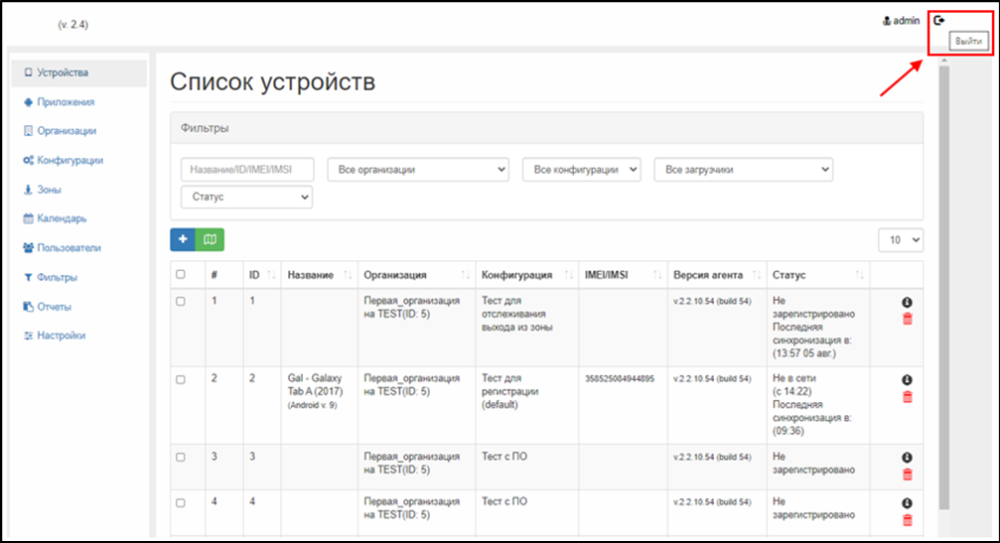 (v. 2.4)
admin
Выйти
Устройства
Приложения
Организации
Конфигурации
Зоны
Календарь
Пользователи
Фильтры
Отчеты
Настройки
Список устройств
Фильтры
Название/ID/IMEI/IMSI Все организации Все конфигурации Все загрузчики
Статус
+ 10
# ID Название Организация Конфигурация IMEI/IMSI Версия агента Статус
1 1 Первая_организация Тест для v.2.2.10.54 (build 54) Не
на TEST(ID: 5) отслеживания зарегистрировано
выхода из зоны Последняя
синхронизация в:
(13:57 05 авг.)
2 2 Gal - Galaxy Первая_организация Тест для 358525084944895 v.2.2.10.54 (build 54) Не в сети
Tab A (2017) на TEST(ID: 5) регистрации (с 14:22)
(Android v. 9) (default) Последняя
синхронизация в:
(09:36)
3 3 Первая_организация Тест с ПО v.2.2.10.54 (build 54) Не
на TEST(ID: 5) зарегистрировано
4 4 Первая_организация Тест с ПО v.2.2.10.54 (build 54) Не
на TEST(ID: 5) зарегистрировано